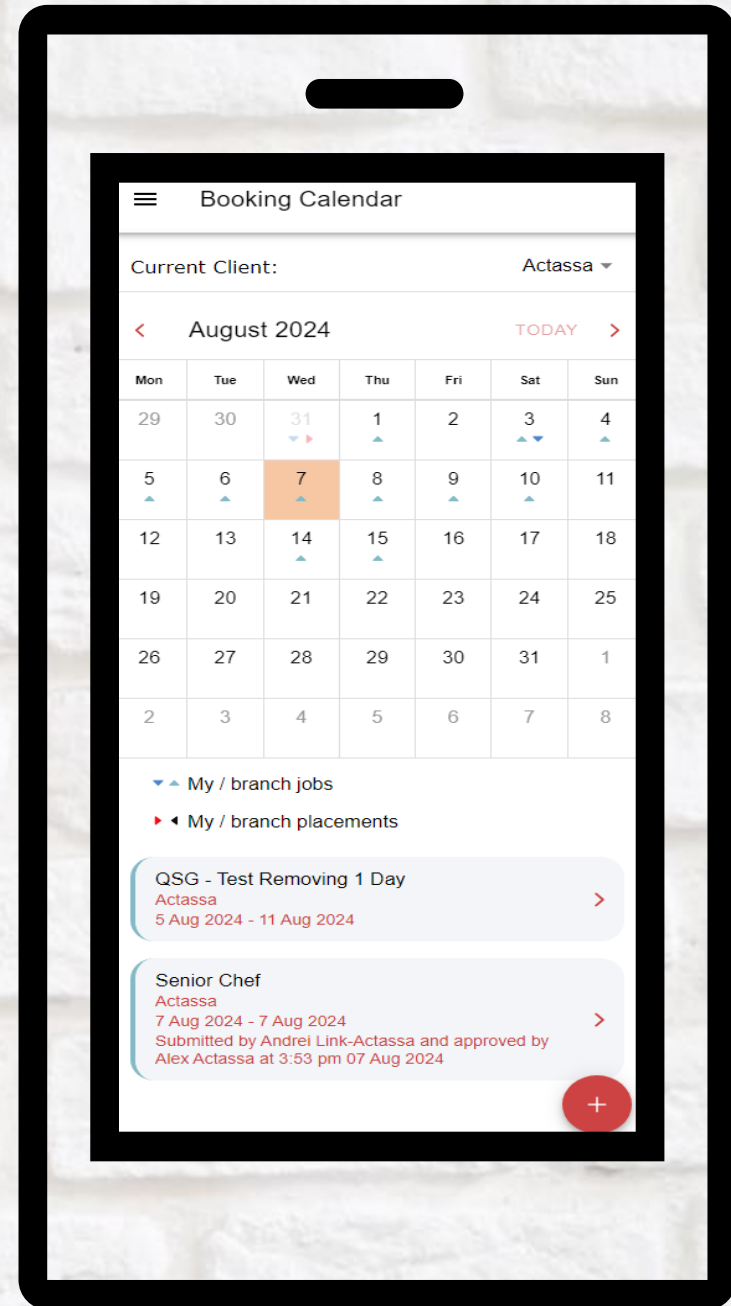 Booking Calendar
Current Client: Actassa
August 2024 TODAY
Mon Tue Wed Thu Fri Sat Sun
29 30 31 1 2 3 4
5 6 7 8 9 10 11
12 13 14 15 16 17 18
19 20 21 22 23 24 25
26 27 28 29 30 31 1
2 3 4 5 6 7 8
My / branch jobs
My / branch placements
QSG - Test Removing 1 Day
Actassa
5 Aug 2024 - 11 Aug 2024
Senior Chef
Actassa
7 Aug 2024 - 7 Aug 2024
Submitted by Andrei Link-Actassa and approved by
Alex Actassa at 3:53 pm 07 Aug 2024
+